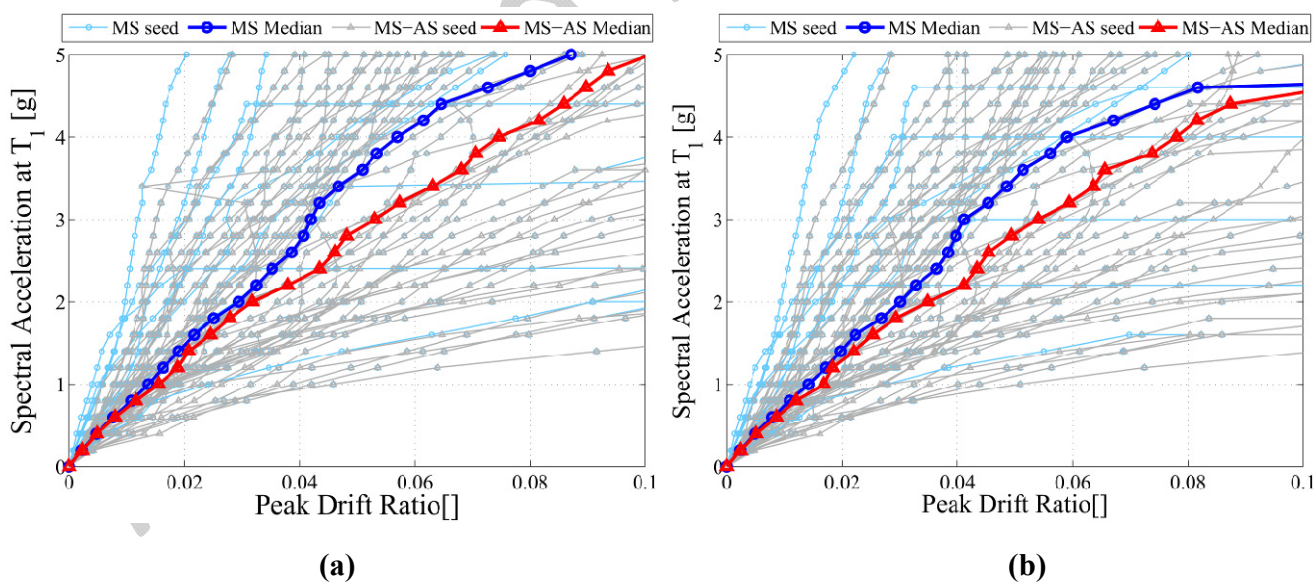 MS seed MS Median MS-AS seed MS-AS Median
5
4
3
2
1
0
Spectral Acceleration at T1 [g]
0 0.02 0.04 0.06 0.08 0.1
Peak Drift Ratio[]
(a)
MS seed MS Median MS-AS seed MS-AS Median
5
4
3
2
1
0
Spectral Acceleration at T1 [g]
0 0.02 0.04 0.06 0.08 0.1
Peak Drift Ratio[]
(b)